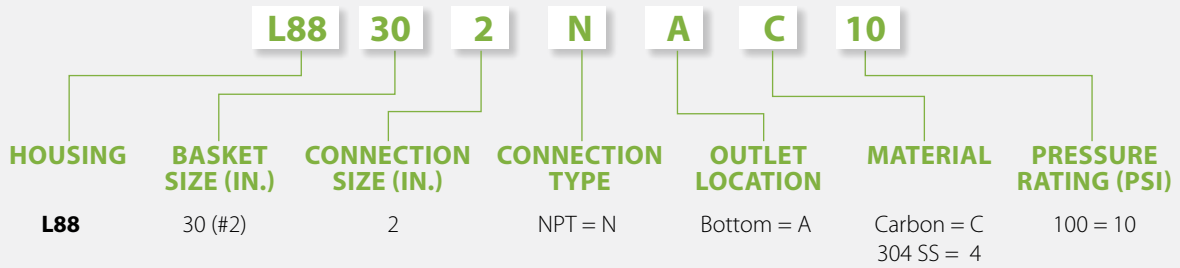 L88 30 2 N A C 10
HOUSING BASKET SIZE (IN.) CONNECTION SIZE (IN.) CONNECTION TYPE OUTLET LOCATION MATERIAL PRESSURE RATING (PSI)
L88 30 (#2) 2 NPT = N Bottom = A Carbon = C 100 = 10
304 SS = 4